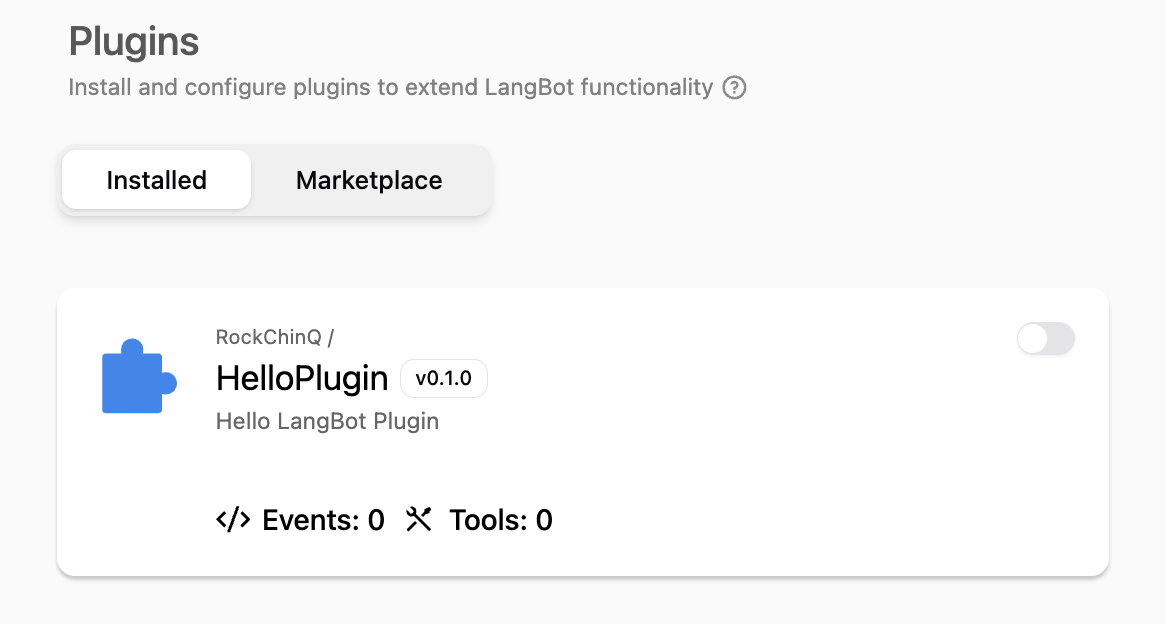 Plugins
Install and configure plugins to extend LangBot functionality ?
Installed
Marketplace
RockChinQ /
HelloPlugin v0.1.0
Hello LangBot Plugin
</> Events: 0 Tools: 0